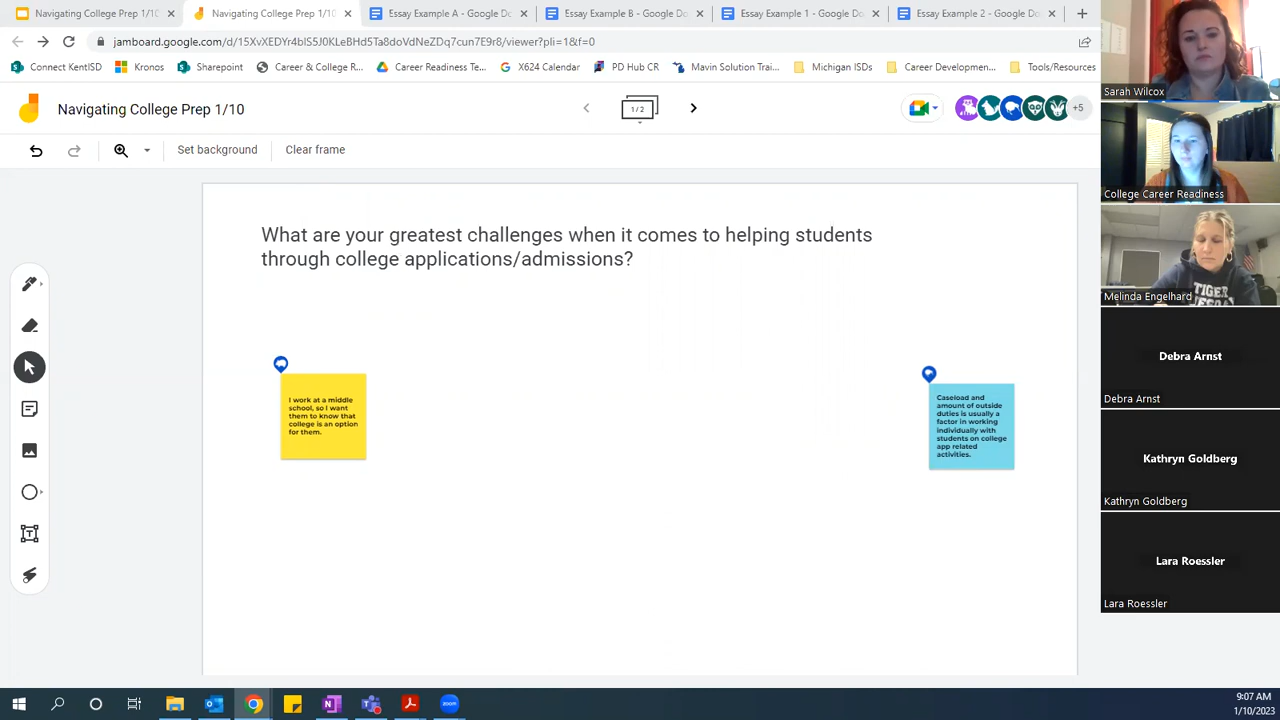 Navigating College Prep 1/10
Navigating College Prep 1/10
Essay Example A - Google Do
Essay Example B - Google Do
Essay Example 1 - Google Do
Essay Example 2 - Google Do
jamboard.google.com/d/15XvXEDYr4bIS5J0KLeBHd5Ta8doVdNeZDq7cun7E9r8/viewer?pli=1&f=0
Connect KentISD
Kronos
Sharepoint
Career & College R...
Career Readiness Te...
X624 Calendar
PD Hub CR
Mavin Solution Trai...
Michigan ISDs
Career Developmen...
Tools/Resources
Navigating College Prep 1/10
1/2
+5
Set background
Clear frame
What are your greatest challenges when it comes to helping students
through college applications/admissions?
I work at a middle
school, so I want
them to know that
college is an option
for them.
Caseload and
amount of outside
duties is usually a
factor in working
individually with
students on college
app related
activities.
Sarah Wilcox
College Career Readiness
TIGER
Melinda Engelhard
Debra Arnst
Debra Arnst
Kathryn Goldberg
Kathryn Goldberg
Lara Roessler
Lara Roessler
zoom
9:07 AM
1/10/2023